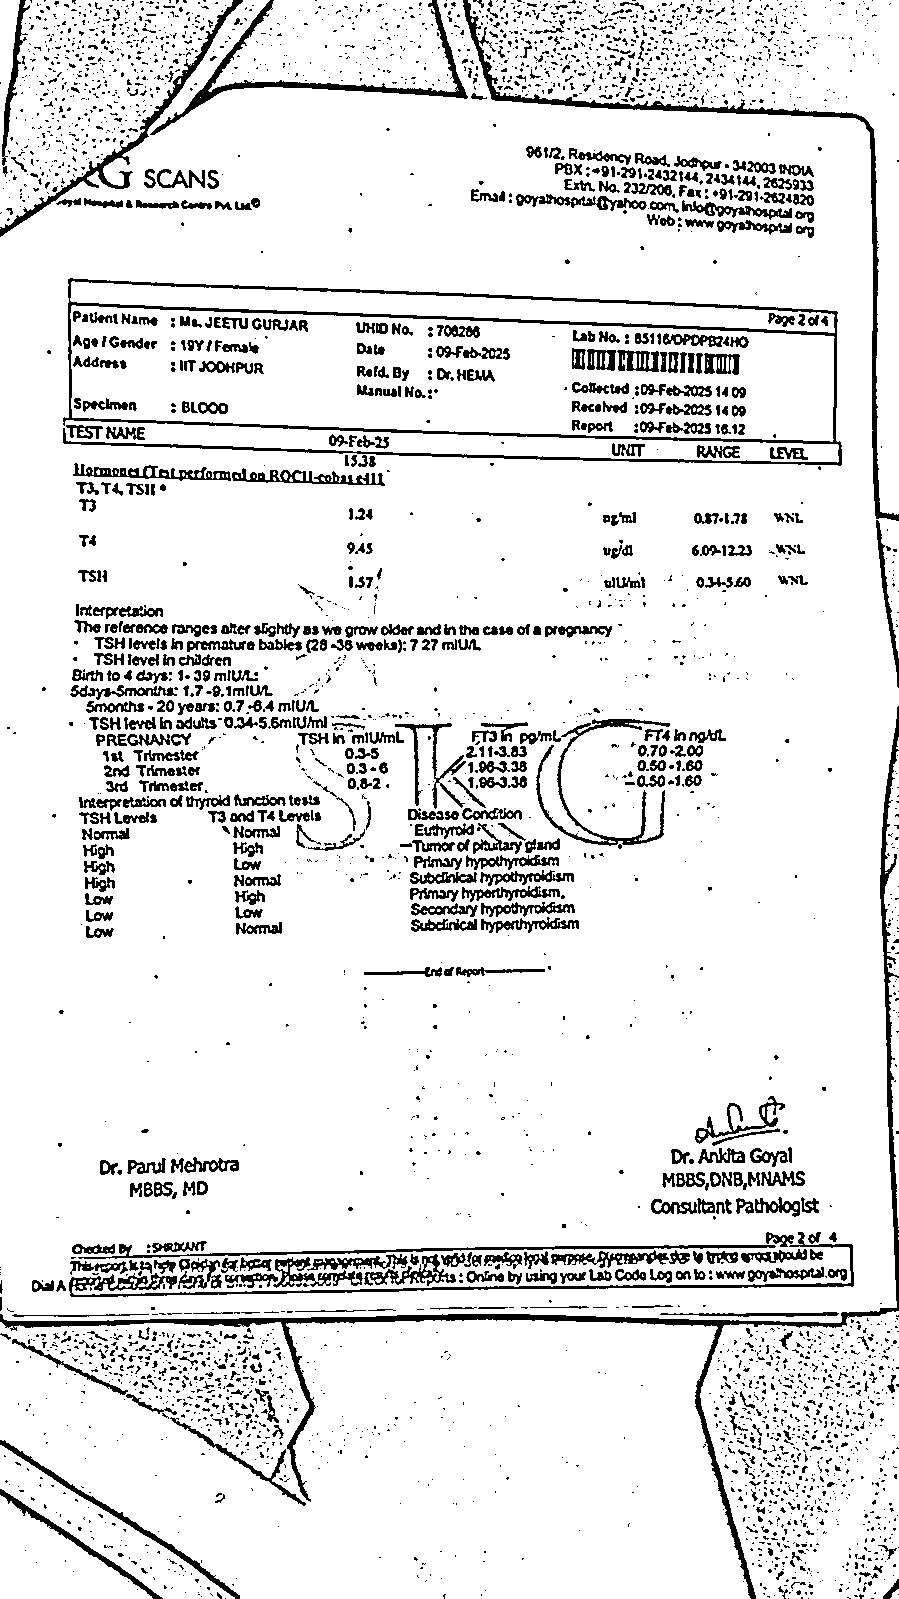 G SCANS
oyal Hospital & Research Centre Pvt. Ltd.©
961/2, Residency Road, Jodhpur - 342003 INDIA
PBX : +91-291-2432144, 2434144, 2625933
Extn. No. 232/206, Fax : +91-291-2624820
Email : goyalhospital@yahoo.com, info@goyalhospital.org
Web : www.goyalhospital.org
Page 2 of 4
Patient Name : Ms. JEETU GURJAR UHID No. : 706286 Lab No. : 85116/OPDPB24HO
Age / Gender : 19Y / Female Date : 09-Feb-2025
Address : IIT JODHPUR Refd. By : Dr. HEMA
Manual No. : Collected : 09-Feb-2025 14 09
Received : 09-Feb-2025 14 09
Specimen : BLOOD Report : 09-Feb-2025 16.12
TEST NAME 09-Feb-25 UNIT RANGE LEVEL
15.38
Hormones (Test performed on ROCH-cobas e411
T3, T4, TSH *
T3 1.24 ng/ml 0.87-1.78 WNL
T4 9.45 ug/dl 6.09-12.23 WNL
TSH 1.57 uIU/ml 0.34-5.60 WNL
Interpretation
The reference ranges alter slightly as we grow older and in the case of a pregnancy
• TSH levels in premature babies (28 -36 weeks): 7 27 mIU/L
• TSH level in children
Birth to 4 days: 1- 39 mIU/L:
5days-5months: 1.7 -9.1mIU/L
5months - 20 years: 0.7 -6.4 mIU/L
• TSH level in adults 0.34-5.6mIU/ml
PREGNANCY TSH in mIU/mL FT3 in pg/mL FT4 in ng/dL
1st Trimester 0.3-5 2.11-3.83 0.70 -2.00
2nd Trimester 0.3 - 6 1.96-3.38 0.50 -1.60
3rd Trimester 0.8-2 1.96-3.38 0.50 -1.60
Interpretation of thyroid function tests
TSH Levels T3 and T4 Levels Disease Condition
Normal Normal Euthyroid
High High Tumor of pituitary gland
High Low Primary hypothyroidism
High Normal Subclinical hypothyroidism
Low High Primary hyperthyroidism
Low Low Secondary hypothyroidism
Low Normal Subclinical hyperthyroidism
SKG
End of Report
Dr. Parul Mehrotra
MBBS, MD
Dr. Ankita Goyal
MBBS,DNB,MNAMS
Consultant Pathologist
Page 2 of 4
Checked By : SHRIKANT
This report is to help Clinician for better patient management. This is not valid for medico legal purpose. Discrepancies due to typing error should be
Dial A : Online by using your Lab Code Log on to : www.goyalhospital.org